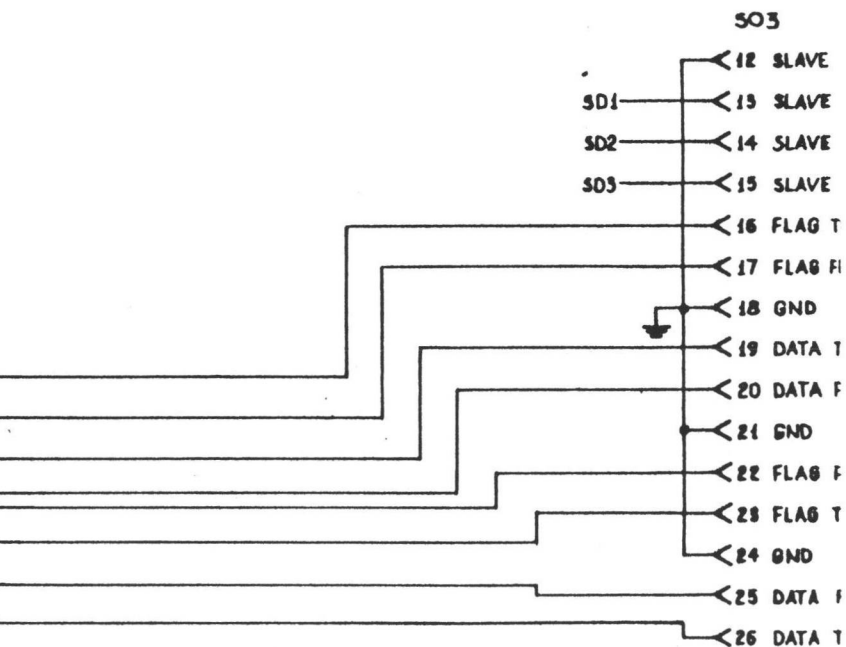 SO3
12 SLAVE
SD1 13 SLAVE
SD2 14 SLAVE
SD3 15 SLAVE
16 FLAG T
17 FLAG
18 GND
19 DATA T
20 DATA
21 GND
22 FLAG
23 FLAG T
24 GND
25 DATA
26 DATA T